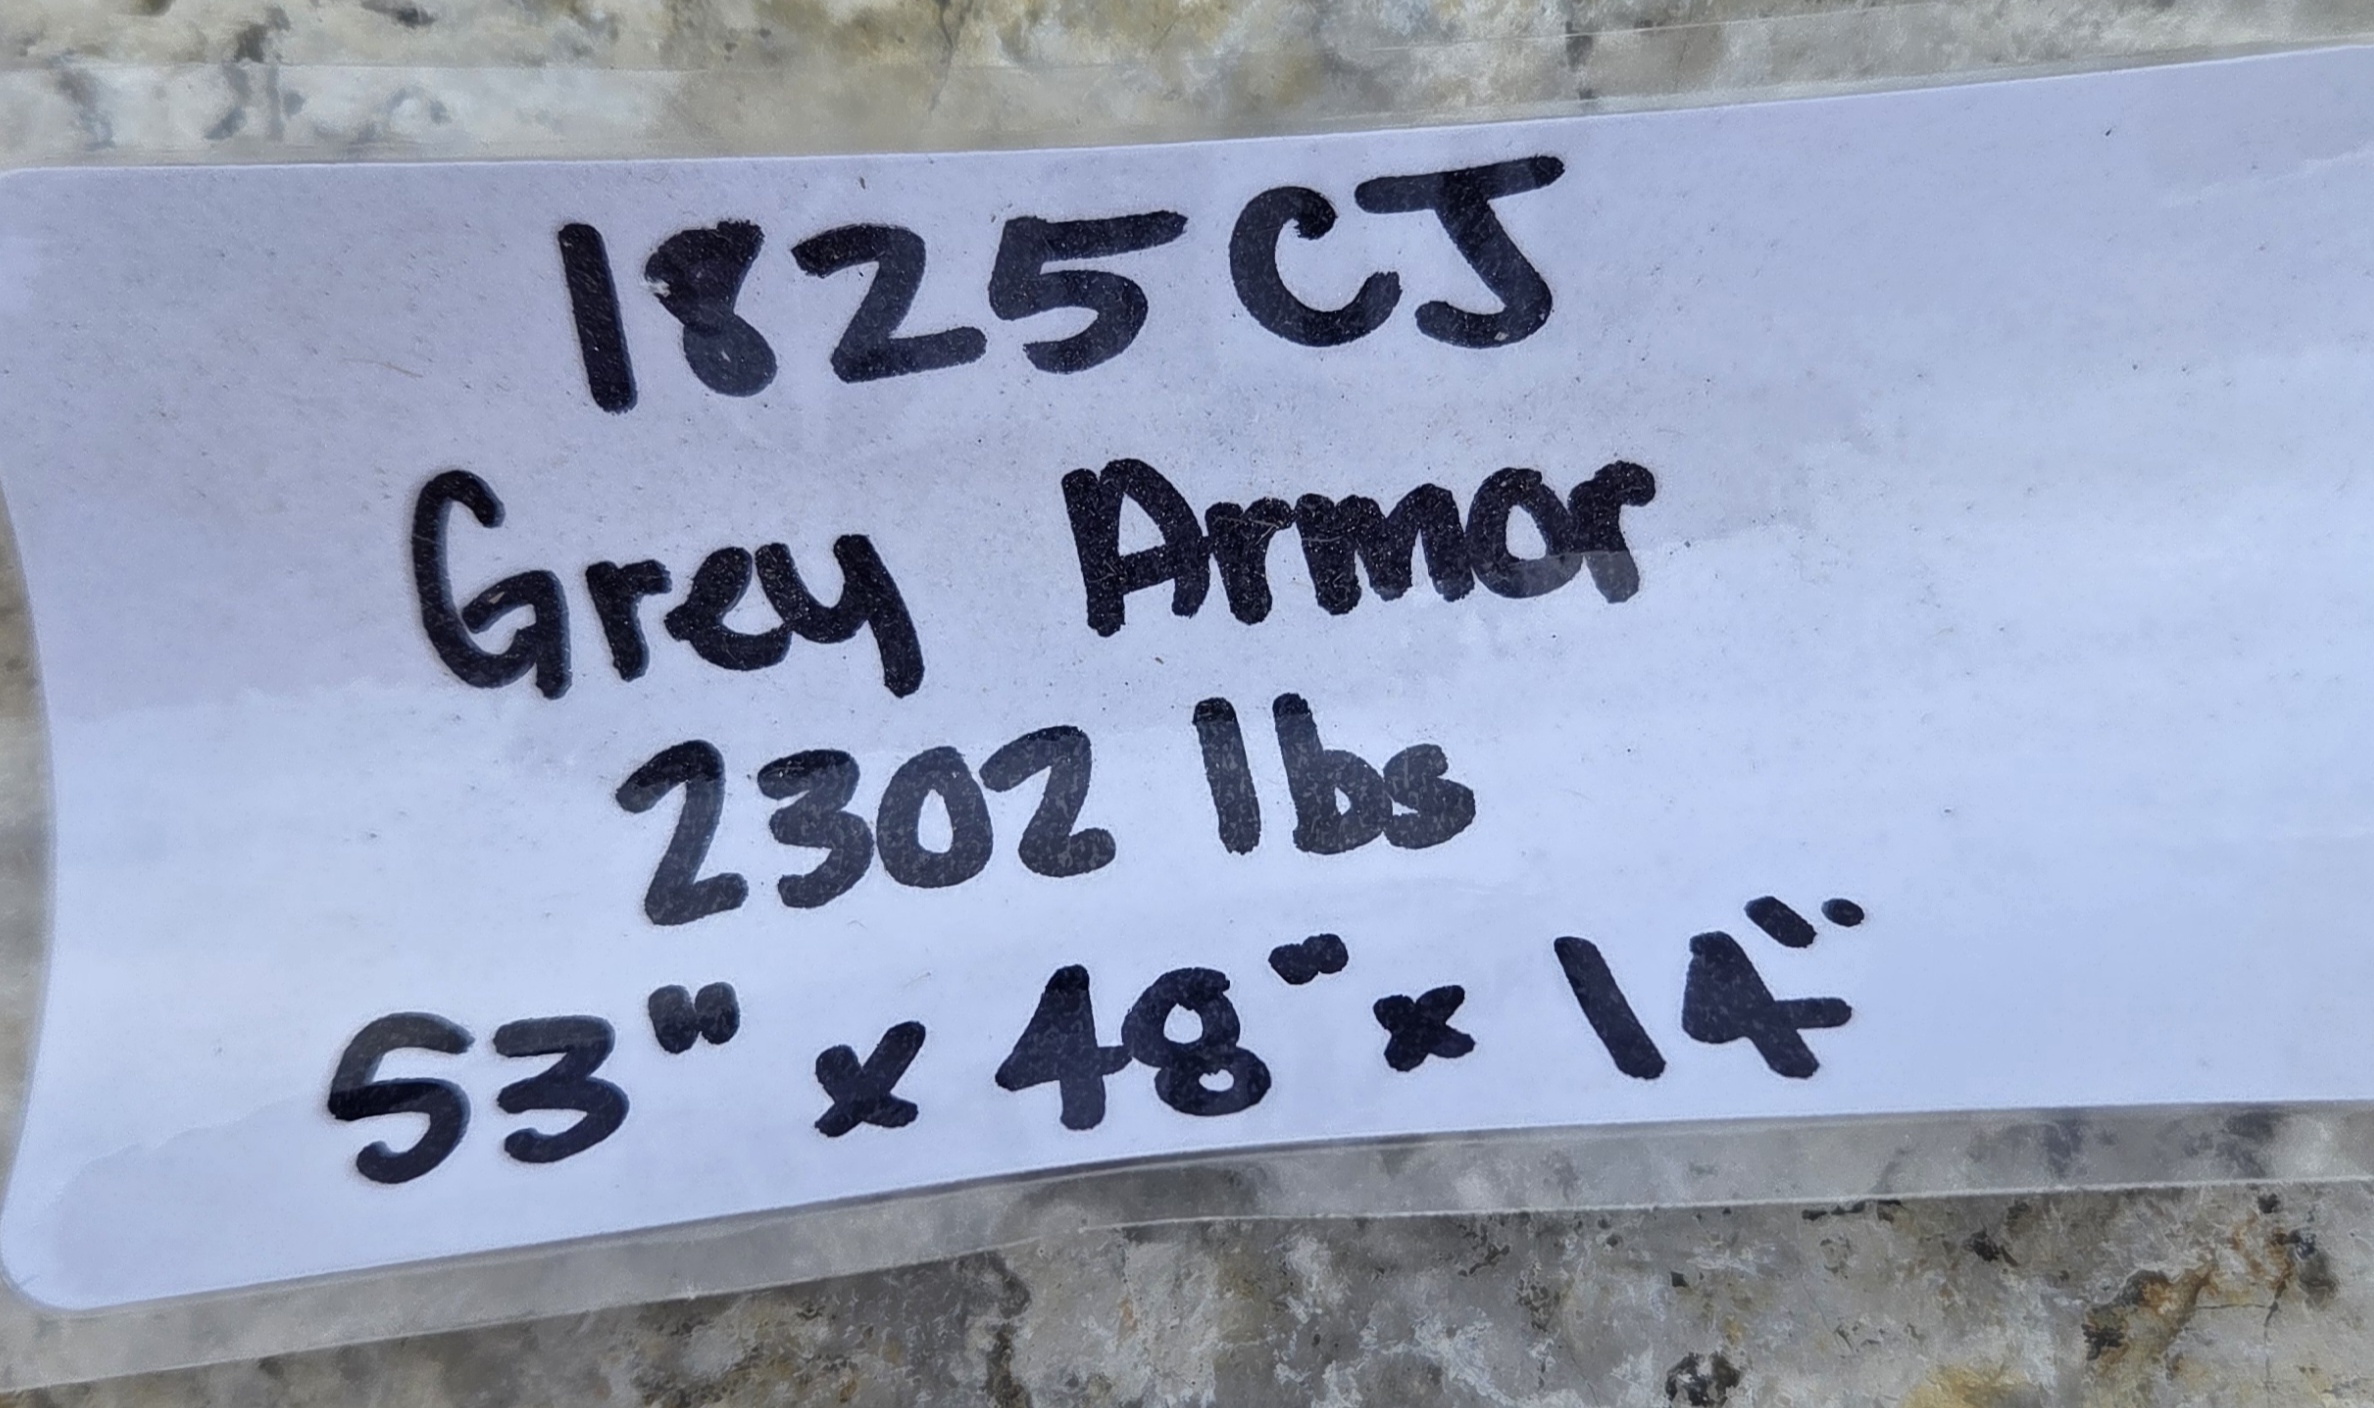 1825 CJ
Grey Armor
2302 lbs
53" x 48" x 14"